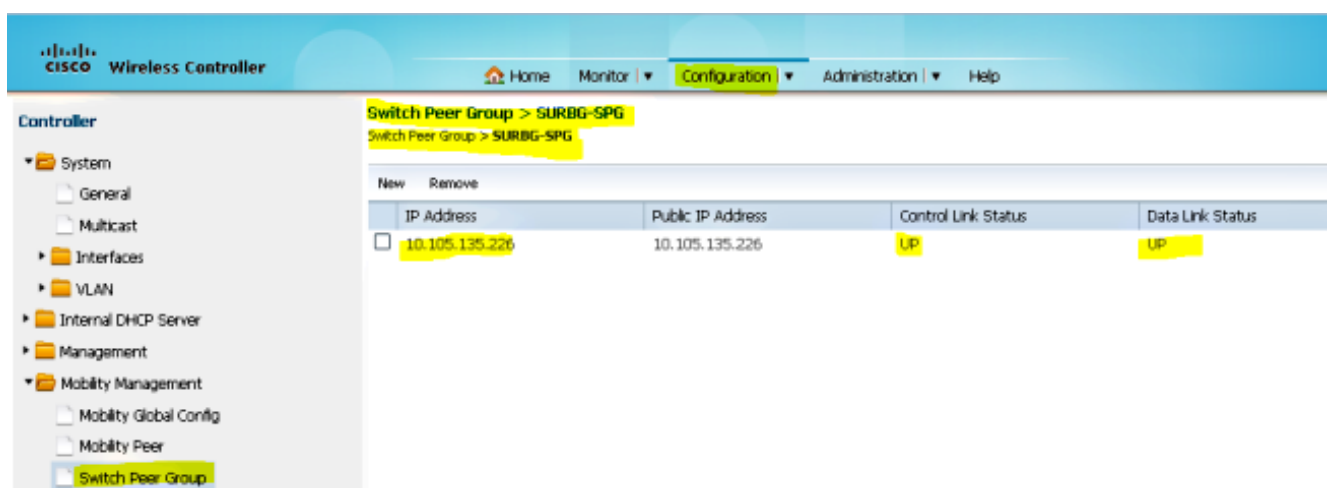 CISCO Wireless Controller
Home Monitor Configuration Administration Help
Controller
System
General
Multicast
Interfaces
VLAN
Internal DHCP Server
Management
Mobility Management
Mobility Global Config
Mobility Peer
Switch Peer Group
Switch Peer Group > SURBG-SPG
Switch Peer Group > SURBG-SPG
New Remove
IP Address Public IP Address Control Link Status Data Link Status
10.105.135.226 10.105.135.226 UP UP